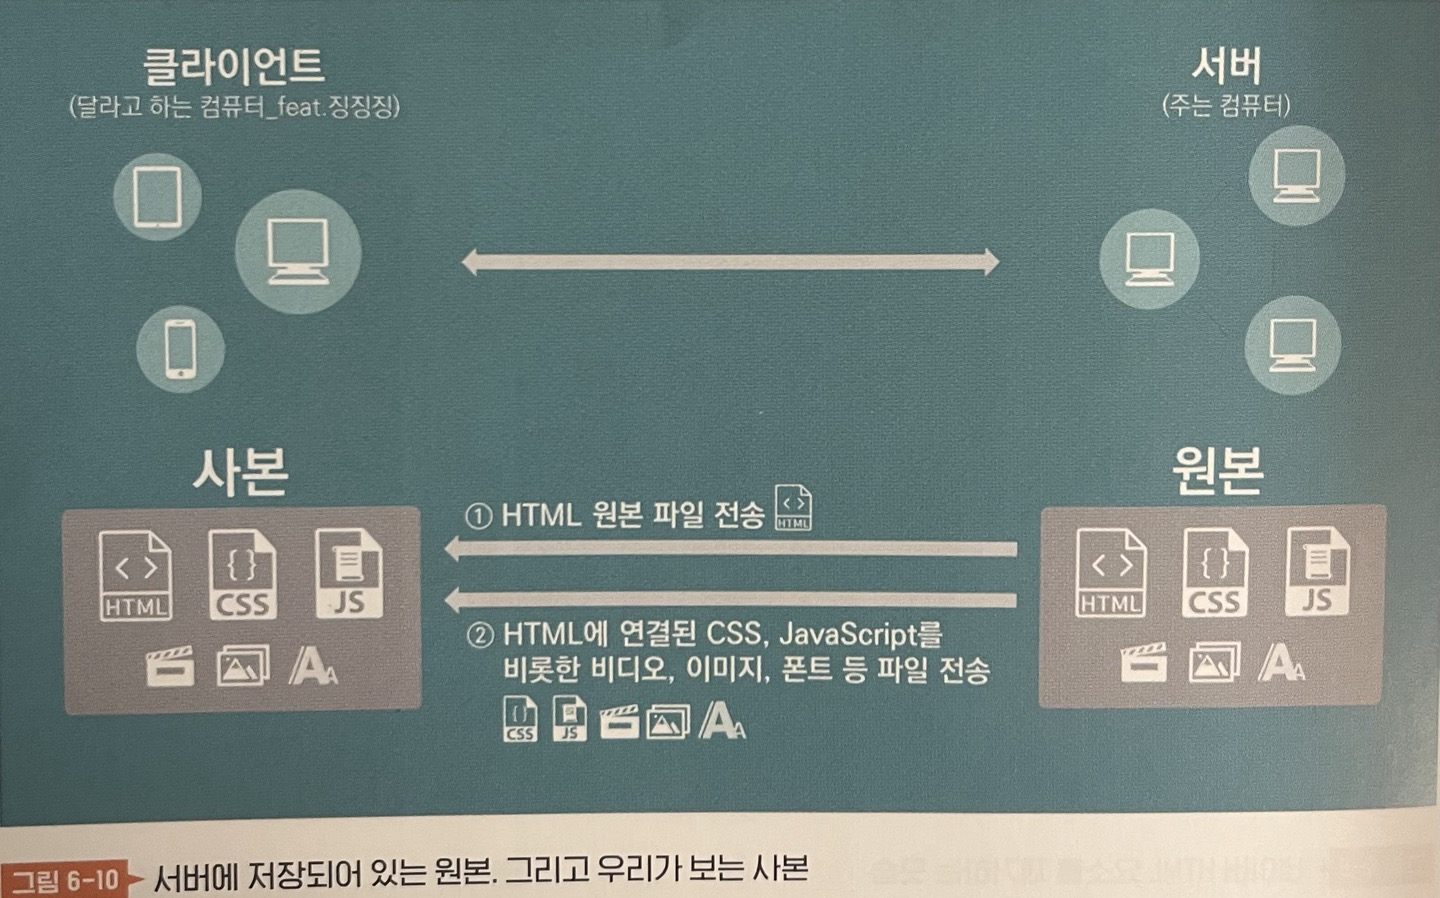 클라이언트
(달라고 하는 컴퓨터_feat.징징징)
서버
(주는 컴퓨터)
사본
원본
HTML
CSS
JS
① HTML 원본 파일 전송
HTML
② HTML에 연결된 CSS, JavaScript를
비롯한 비디오, 이미지, 폰트 등 파일 전송
CSS
JS
AA
HTML
CSS
JS
AA
AA
그림 6-10
서버에 저장되어 있는 원본. 그리고 우리가 보는 사본